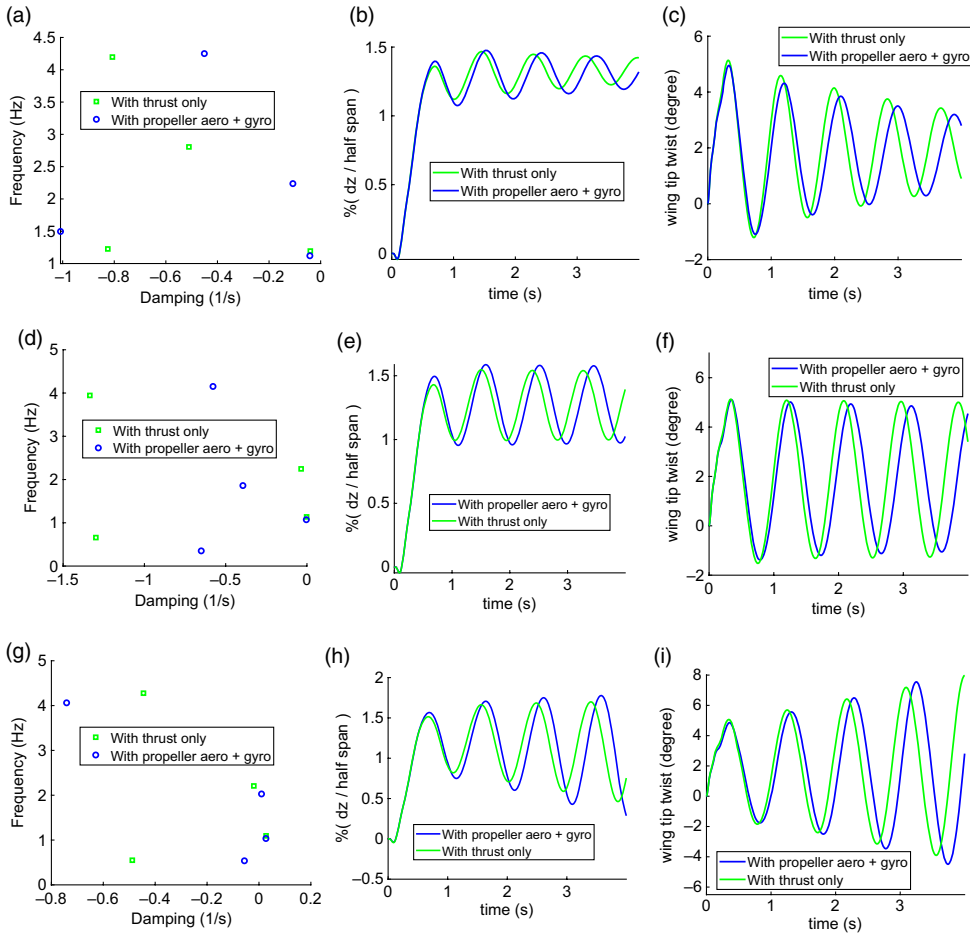 (a)
4.5
4
3.5
3
2.5
2
1.5
1
Frequency (Hz)
With thrust only
With propeller aero + gyro
−1
−0.8
−0.6
−0.4
−0.2
0
Damping (1/s)
(b)
1.5
1
1.5
0
%( dz / half span )
With thrust only
With propeller aero + gyro
0
1
2
3
time (s)
(c)
6
4
2
0
−2
wing tip twist (degree)
With thrust only
With propeller aero + gyro
0
1
2
3
time (s)
(d)
5
4
3
2
1
0
Frequency (Hz)
With thrust only
With propeller aero + gyro
−1.5
−1
−0.5
0
Damping (1/s)
(e)
1.5
1
1.5
0
%( dz / half span )
With propeller aero + gyro
With thrust only
0
1
2
3
time (s)
(f)
6
4
2
0
−2
wing tip twist (degree)
With propeller aero + gyro
With thrust only
0
1
2
3
time (s)
(g)
5
4
3
2
1
0
Frequency (Hz)
With thrust only
With propeller aero + gyro
−0.8
−0.6
−0.4
−0.2
0
0.2
Damping (1/s)
(h)
2
1.5
1
0.5
0
−0.5
%( dz / half span )
With propeller aero + gyro
With thrust only
0
1
2
3
time (s)
(i)
8
6
4
2
0
−2
−4
6
wing tip twist (degree)
With propeller aero + gyro
With thrust only
0
1
2
3
time (s)